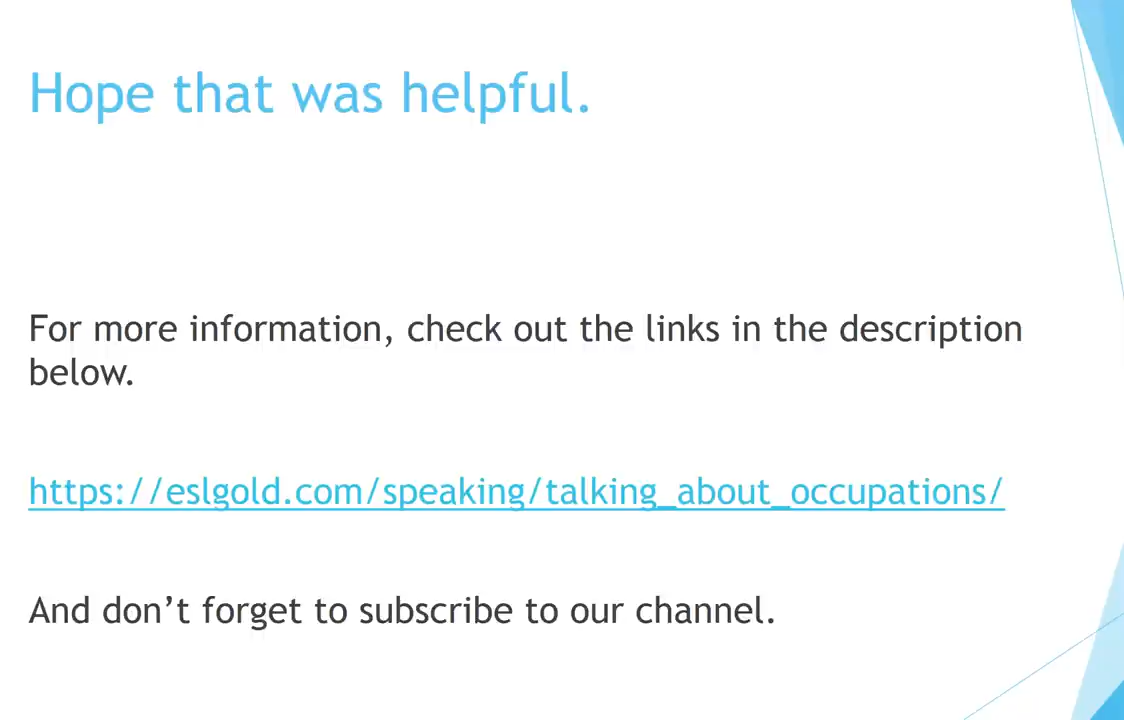 Hope that was helpful.
For more information, check out the links in the description
below.
https://eslgold.com/speaking/talking_about_occupations/
And don’t forget to subscribe to our channel.